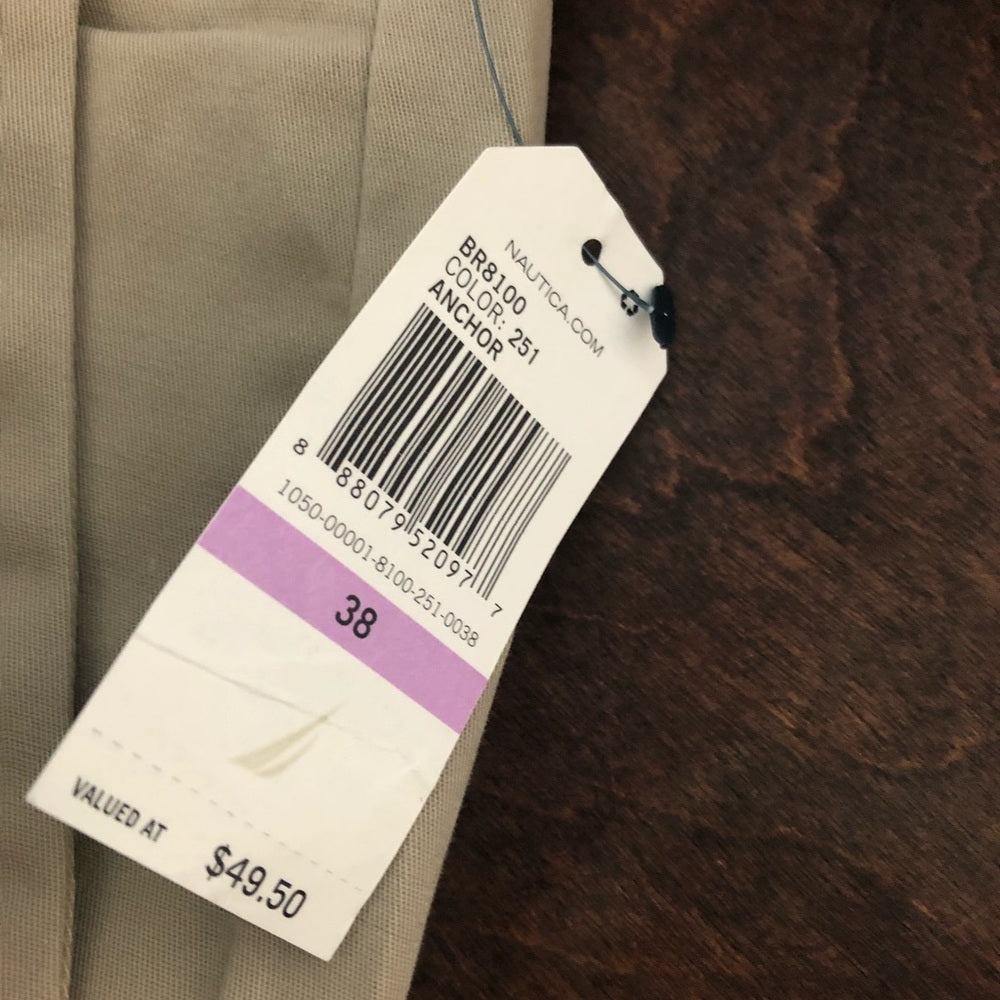 NAUTICA.COM
BR8100
COLOR: 251
ANCHOR
8 88079 52097 7
1050-00001-8100-251-0038
38
VALUED AT $49.50